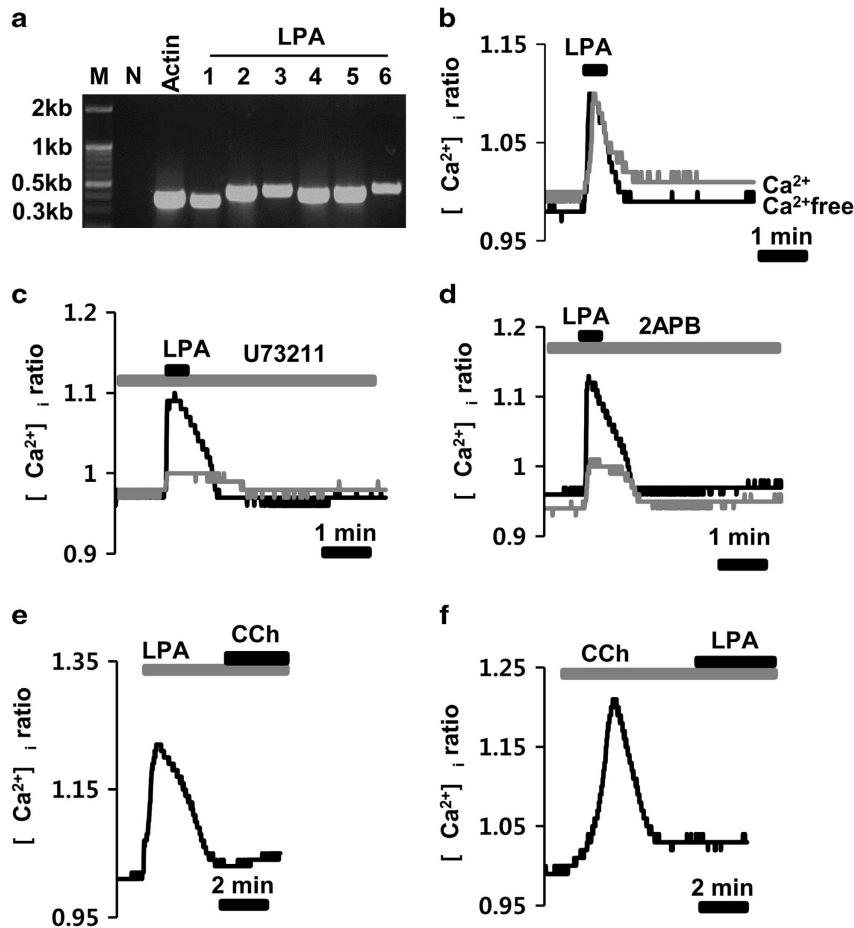 a
LPA
M N Actin 1 2 3 4 5 6
2kb
1kb
0.5kb
0.3kb
b
[ Ca²⁺] i ratio
1.15
1.05
0.95
LPA
Ca²⁺
Ca²⁺free
1 min
c
[ Ca²⁺] i ratio
1.2
1.1
1
0.9
LPA
U73211
1 min
d
[ Ca²⁺] i ratio
1.2
1.1
1
0.9
LPA
2APB
1 min
e
[ Ca²⁺] i ratio
1.35
1.15
0.95
LPA
CCh
2 min
f
[ Ca²⁺] i ratio
1.25
1.15
1.05
0.95
CCh
LPA
2 min